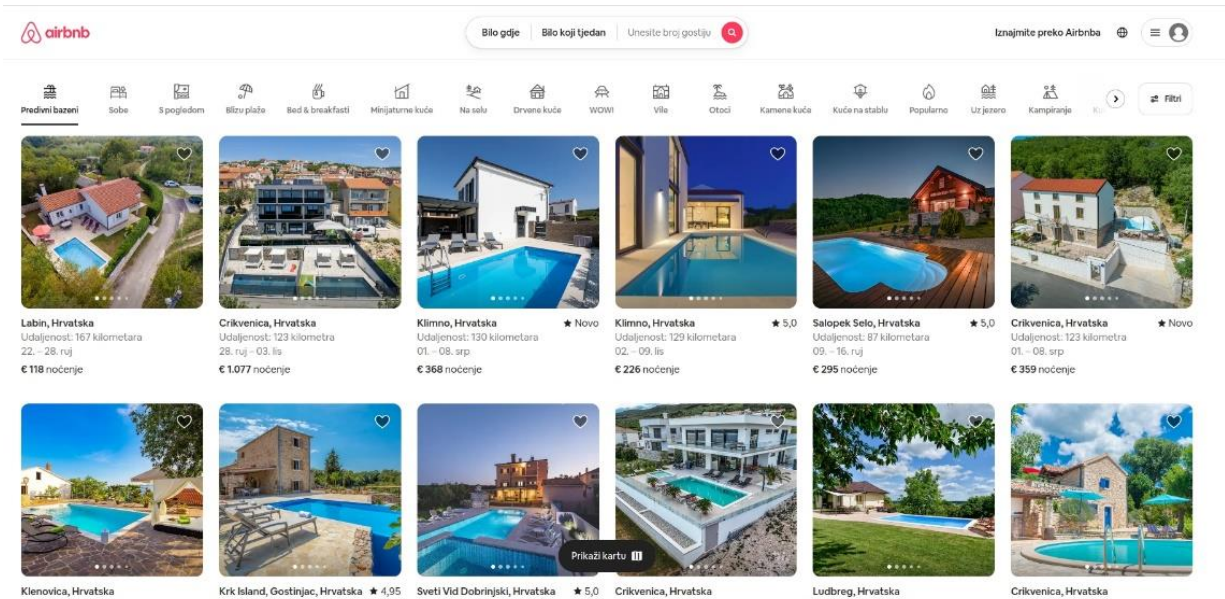 airbnb
Bilo gdje
Bilo koji tjedan
Unesite broj gostiju
Iznajmite preko Airbnba
Predivni bazeni
Sobe
S pogledom
Blizu plaže
Bed & breakfasti
Minijaturne kuće
Na selu
Drvene kuće
WOW!
Vile
Otoci
Kamene kuće
Kuće na stablu
Popularno
Uz jezero
Kampiranje
Filtri
Labin, Hrvatska
Udaljenost: 167 kilometara
22. – 28. ruj
€ 118 noćenje
Crikvenica, Hrvatska
Udaljenost: 123 kilometra
28. ruj – 03. lis
€ 1.077 noćenje
Klimno, Hrvatska ★ Novo
Udaljenost: 130 kilometara
01. – 08. srp
€ 368 noćenje
Klimno, Hrvatska ★ 5,0
Udaljenost: 129 kilometara
02. – 09. lis
€ 226 noćenje
Salopek Selo, Hrvatska ★ 5,0
Udaljenost: 87 kilometara
09. – 16. ruj
€ 295 noćenje
Crikvenica, Hrvatska ★ Novo
Udaljenost: 123 kilometra
01. – 08. srp
€ 359 noćenje
Prikaži kartu
Klenovica, Hrvatska
Krk Island, Gostinjac, Hrvatska ★ 4,95
Sveti Vid Dobrinjski, Hrvatska ★ 5,0
Crikvenica, Hrvatska
Ludbreg, Hrvatska
Crikvenica, Hrvatska